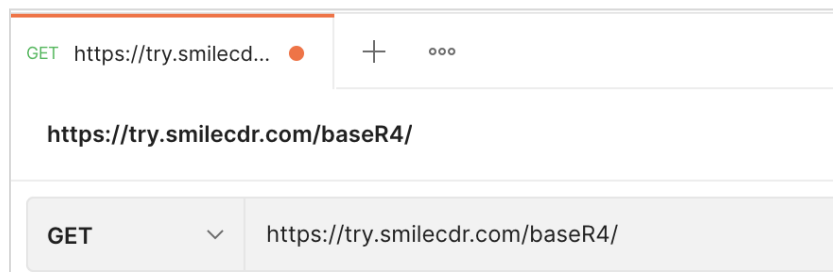 GET https://try.smilecd...
https://try.smilecdr.com/baseR4/
GET https://try.smilecdr.com/baseR4/